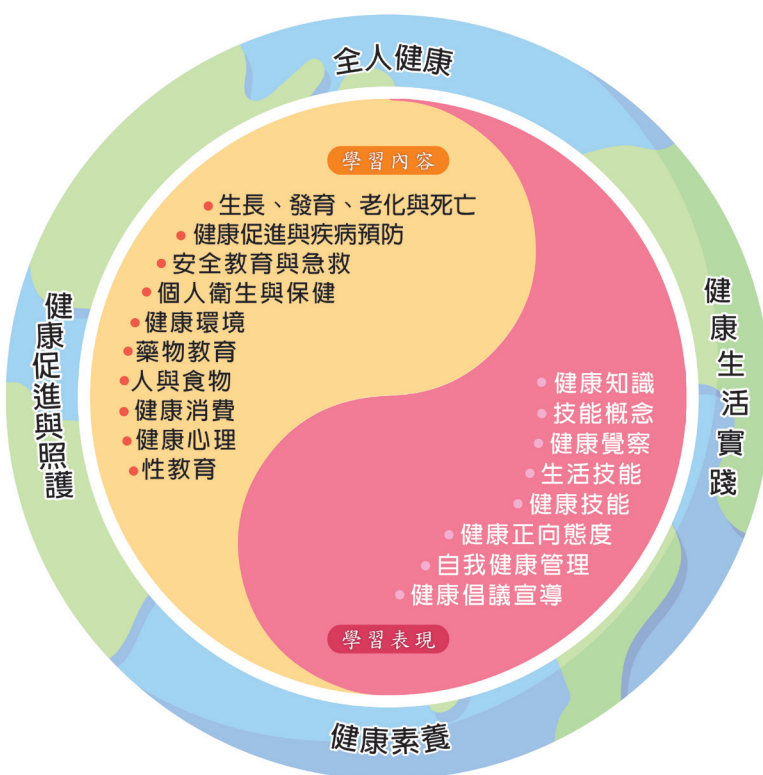 全人健康
學習內容
• 生長、發育、老化與死亡
• 健康促進與疾病預防
• 安全教育與急救
• 個人衛生與保健
• 健康環境
• 藥物教育
• 人與食物
• 健康消費
• 健康心理
• 性教育
健康促進與照護
健康生活實踐
• 健康知識
• 技能概念
• 健康覺察
• 生活技能
• 健康技能
• 健康正向態度
• 自我健康管理
• 健康倡議宣導
學習表現
健康素養